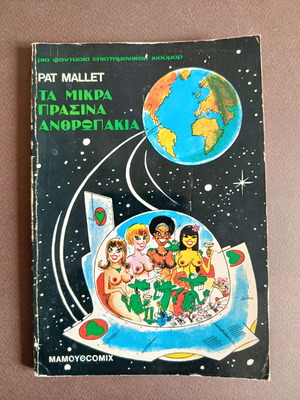 μια φαντασία επιστημονικού χιούμορ
PAT MALLET
ΤΑ ΜΙΚΡΑ
ΠΡΑΣΙΝΑ
ΑΝΘΡΩΠΑΚΙΑ
ΜΑΜΟΥΘCOMIX